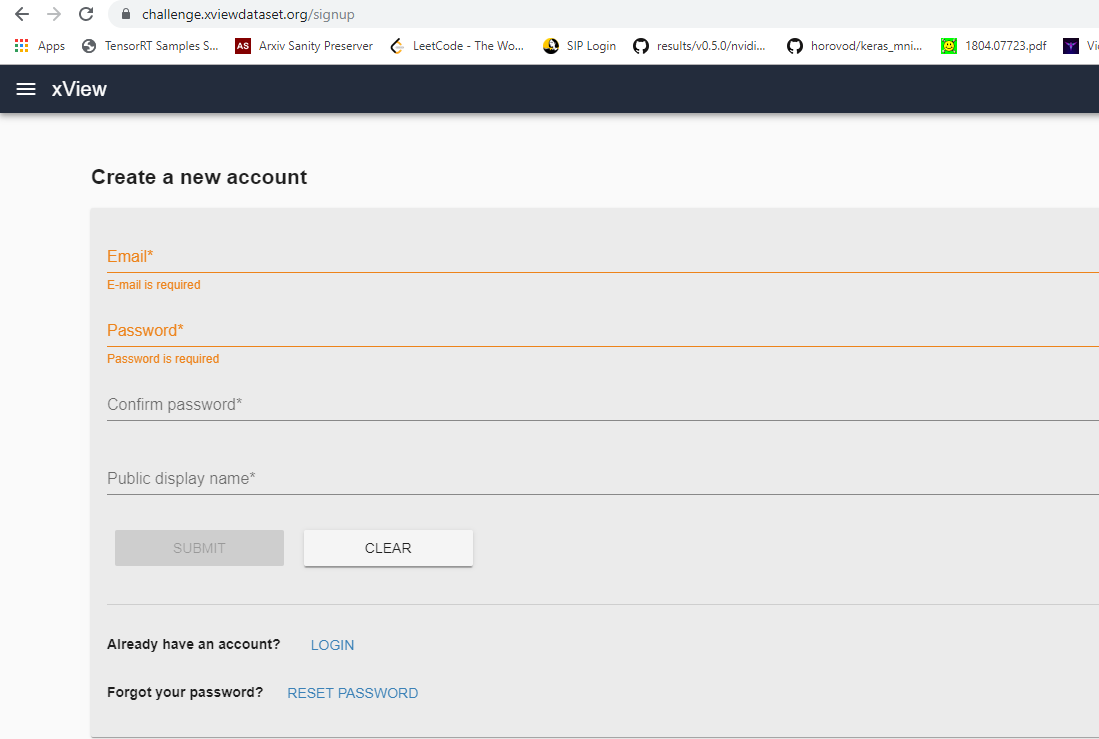 challenge.xviewdataset.org/signup
Apps TensorRT Samples S... Arxiv Sanity Preserver LeetCode - The Wo... SIP Login results/v0.5.0/nvidi... horovod/keras_mni... 1804.07723.pdf Vi
xView
Create a new account
Email*
E-mail is required
Password*
Password is required
Confirm password*
Public display name*
SUBMIT CLEAR
Already have an account? LOGIN
Forgot your password? RESET PASSWORD